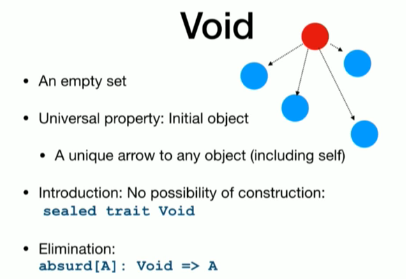 Void
• An empty set
• Universal property: Initial object
• A unique arrow to any object (including self)
• Introduction: No possibility of construction:
sealed trait Void
• Elimination:
absurd[A]: Void => A